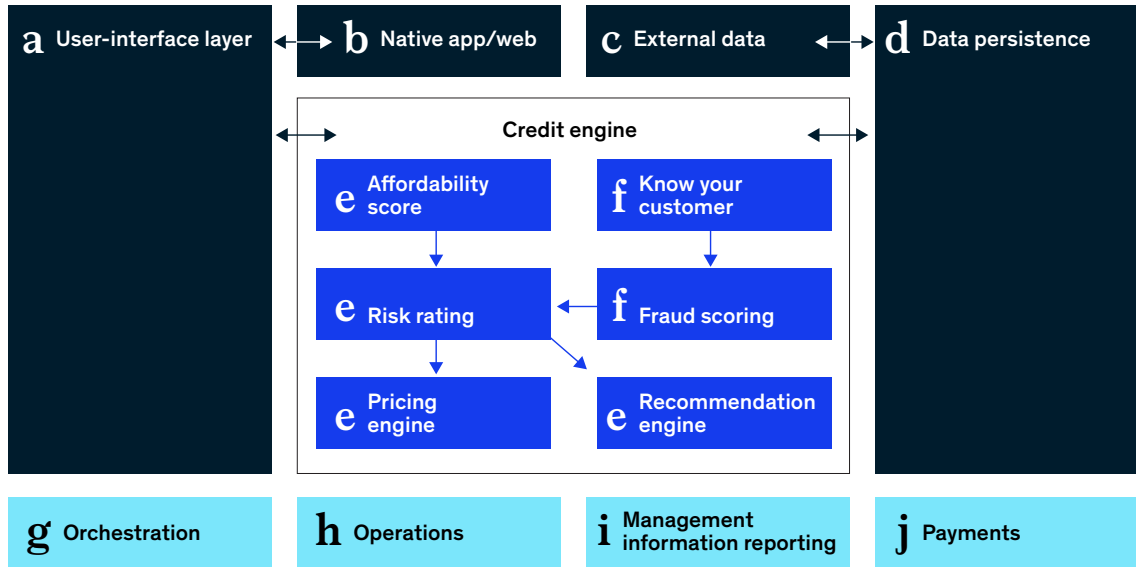 a User-interface layer
b Native app/web
c External data
d Data persistence
Credit engine
e Affordability
score
f Know your
customer
e Risk rating
f Fraud scoring
e Pricing
engine
e Recommendation
engine
g Orchestration
h Operations
i Management
information reporting
j Payments